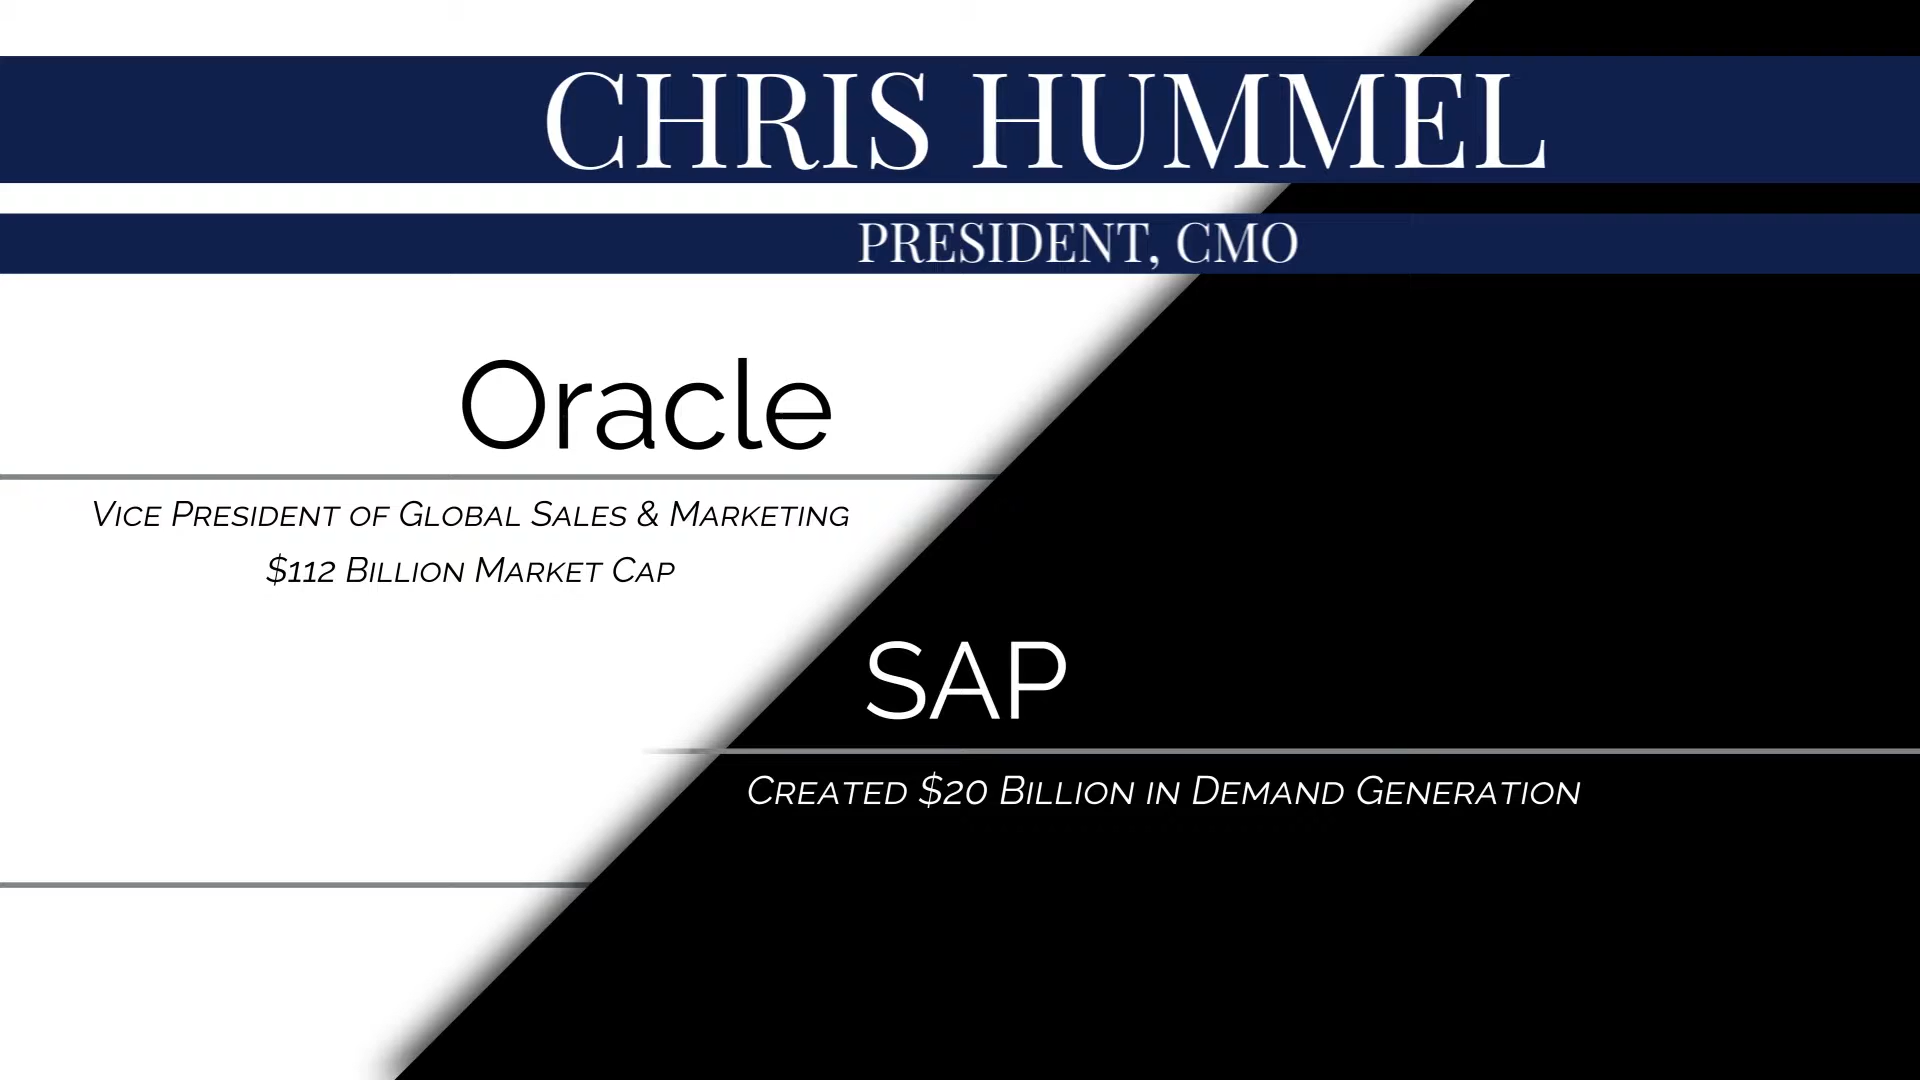 CHRIS HUMMEL
PRESIDENT, CMO
Oracle
Vice President of Global Sales & Marketing
$112 Billion Market Cap
SAP
Created $20 Billion in Demand Generation